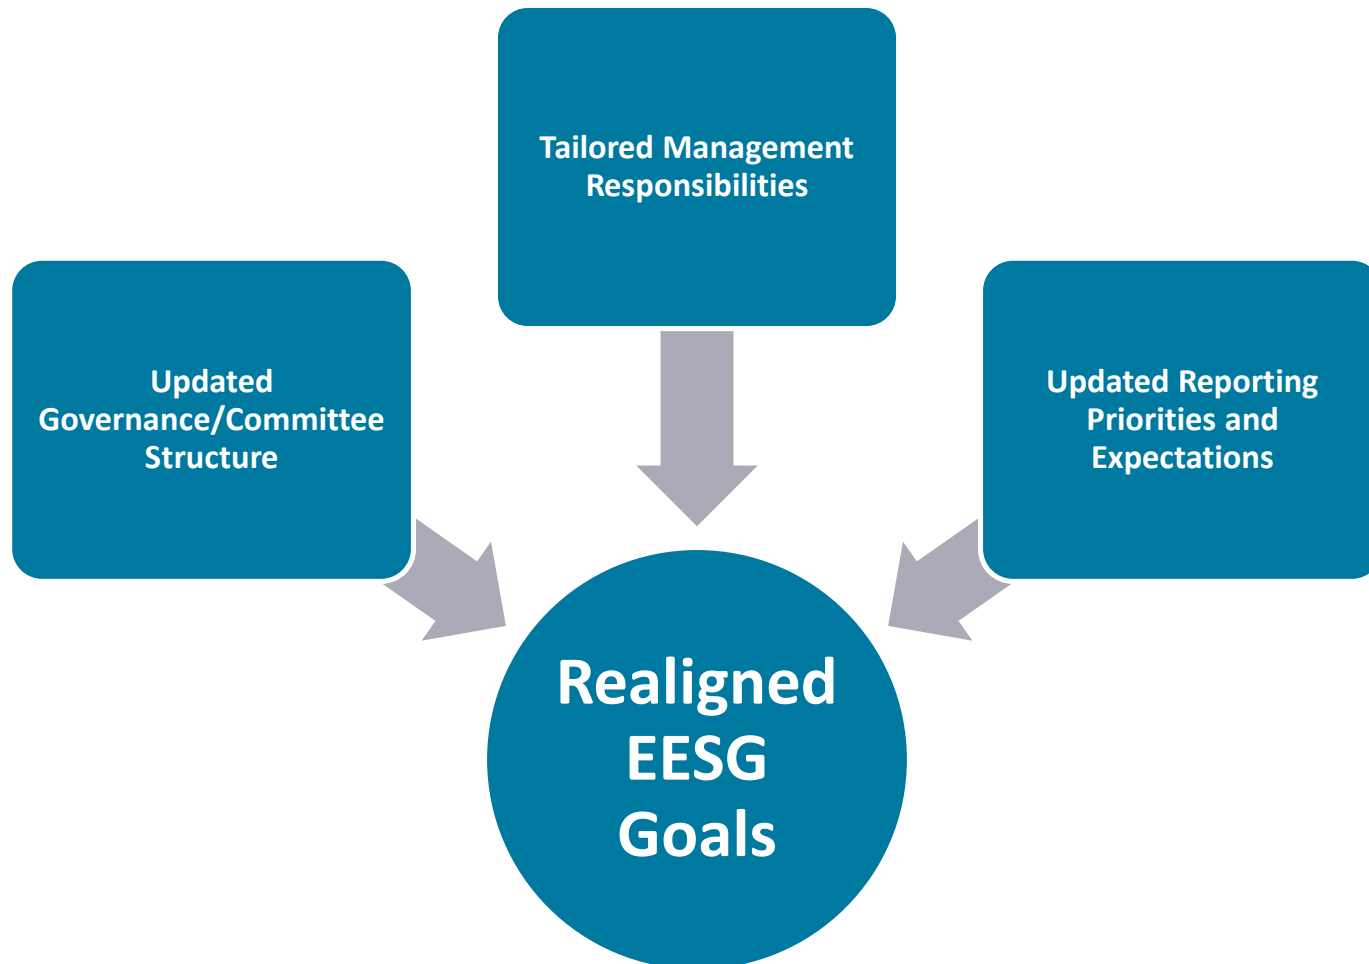 Tailored Management
Responsibilities
Updated
Governance/Committee
Structure
Updated Reporting
Priorities and
Expectations
Realigned
EESG
Goals